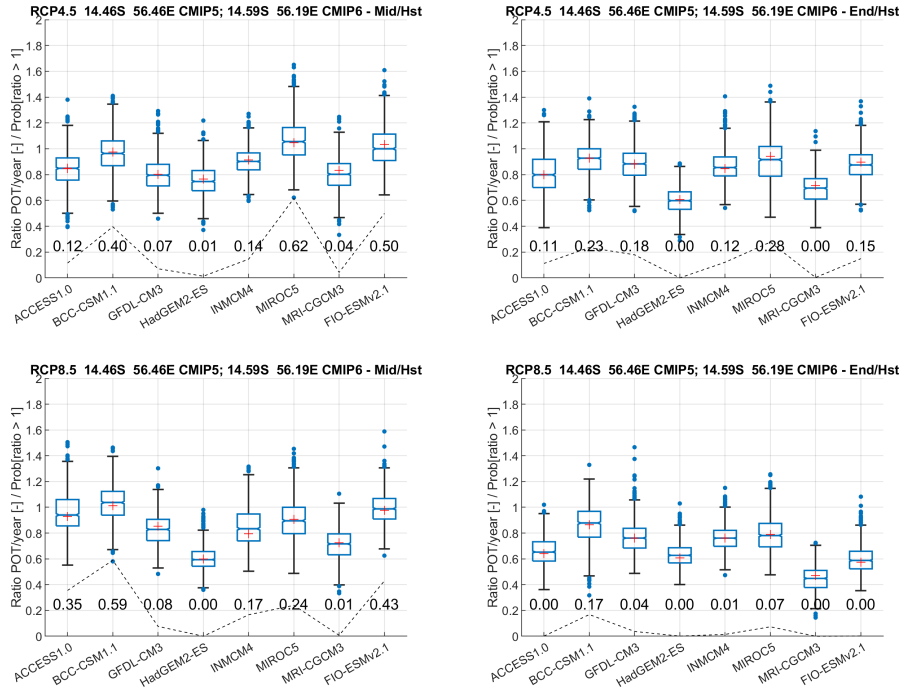 RCP4.5 14.46S 56.46E CMIP5; 14.59S 56.19E CMIP6 - Mid/Hst
Ratio POT/year [-] / Prob[ratio > 1]
2
1.8
1.6
1.4
1.2
1
0.8
0.6
0.4
0.2
0
0.12 0.40 0.07 0.01 0.14 0.62 0.04 0.50
ACCESS1.0 BCC-CSM1.1 GFDL-CM3 HadGEM2-ES INMCM4 MIROC5 MRI-CGCM3 FIO-ESMv2.1
RCP4.5 14.46S 56.46E CMIP5; 14.59S 56.19E CMIP6 - End/Hst
Ratio POT/year [-] / Prob[ratio > 1]
2
1.8
1.6
1.4
1.2
1
0.8
0.6
0.4
0.2
0
0.11 0.23 0.18 0.00 0.12 0.28 0.00 0.15
ACCESS1.0 BCC-CSM1.1 GFDL-CM3 HadGEM2-ES INMCM4 MIROC5 MRI-CGCM3 FIO-ESMv2.1
RCP8.5 14.46S 56.46E CMIP5; 14.59S 56.19E CMIP6 - Mid/Hst
Ratio POT/year [-] / Prob[ratio > 1]
2
1.8
1.6
1.4
1.2
1
0.8
0.6
0.4
0.2
0
0.35 0.59 0.08 0.00 0.17 0.24 0.01 0.43
ACCESS1.0 BCC-CSM1.1 GFDL-CM3 HadGEM2-ES INMCM4 MIROC5 MRI-CGCM3 FIO-ESMv2.1
RCP8.5 14.46S 56.46E CMIP5; 14.59S 56.19E CMIP6 - End/Hst
Ratio POT/year [-] / Prob[ratio > 1]
2
1.8
1.6
1.4
1.2
1
0.8
0.6
0.4
0.2
0
0.00 0.17 0.04 0.00 0.01 0.07 0.00 0.00
ACCESS1.0 BCC-CSM1.1 GFDL-CM3 HadGEM2-ES INMCM4 MIROC5 MRI-CGCM3 FIO-ESMv2.1